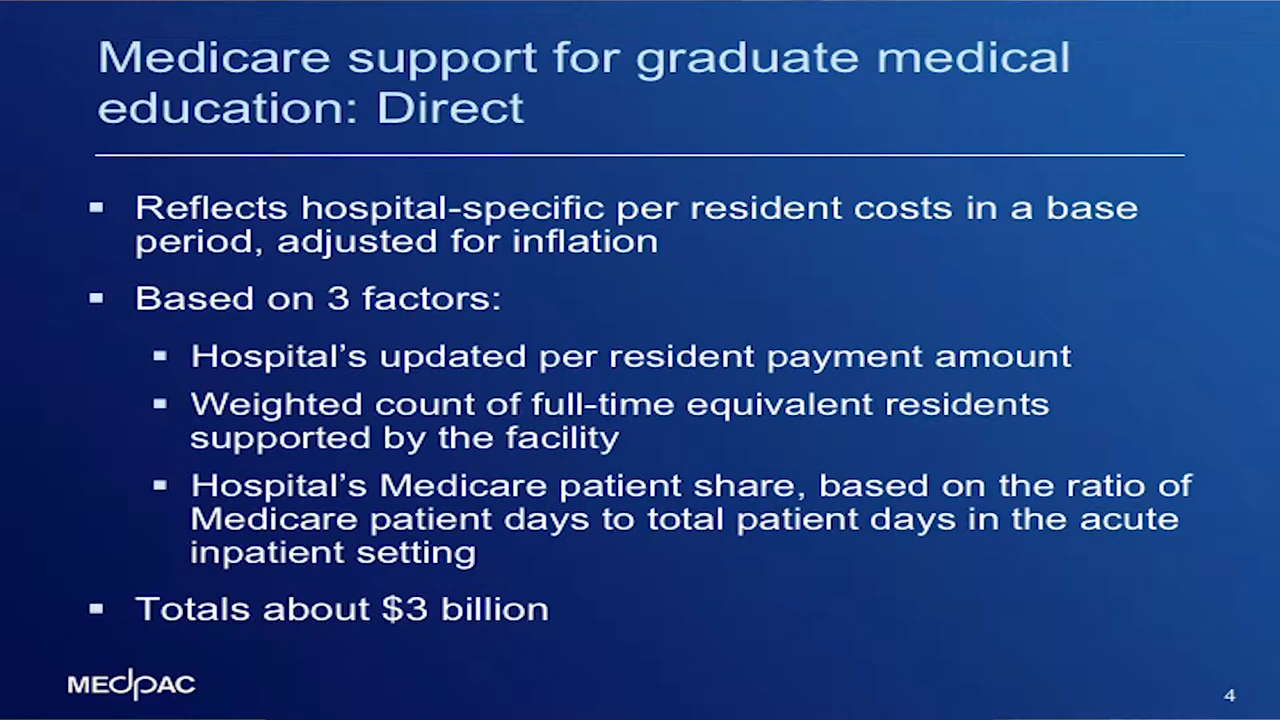 Medicare support for graduate medical
education: Direct
Reflects hospital-specific per resident costs in a base
period, adjusted for inflation
Based on 3 factors:
Hospital’s updated per resident payment amount
Weighted count of full-time equivalent residents
supported by the facility
Hospital’s Medicare patient share, based on the ratio of
Medicare patient days to total patient days in the acute
inpatient setting
Totals about $3 billion
MEdpAC
4